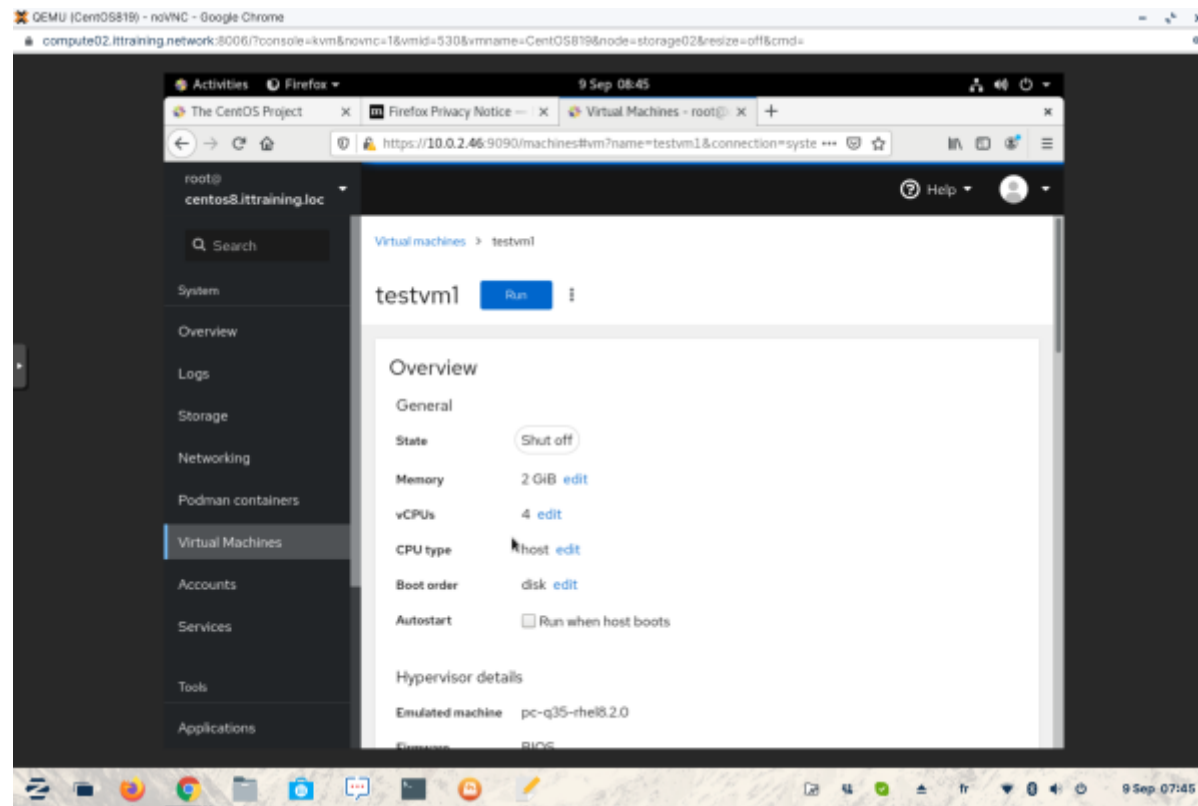 QEMU (CentOS819) - noVNC - Google Chrome
compute02.ittraining.network:8006/?console=kvm&novnc=1&vmid=530&vmname=CentOS819&node=storage02&resize=off&cmd=
Activities Firefox 9 Sep 08:45
The CentOS Project Firefox Privacy Notice — Virtual Machines - root@
https://10.0.2.46:9090/machines#vm?name=testvm1&connection=syste
root@
centos8.ittraining.loc
Help
Search
Virtual machines > testvm1
System
testvm1 Run
Overview
Logs
Storage
Networking
Podman containers
Virtual Machines
Accounts
Services
Tools
Applications
Overview
General
State Shut off
Memory 2 GiB edit
vCPUs 4 edit
CPU type host edit
Boot order disk edit
Autostart Run when host boots
Hypervisor details
Emulated machine pc-q35-rhel8.2.0
Firmware BIOS
fr 9 Sep 07:45